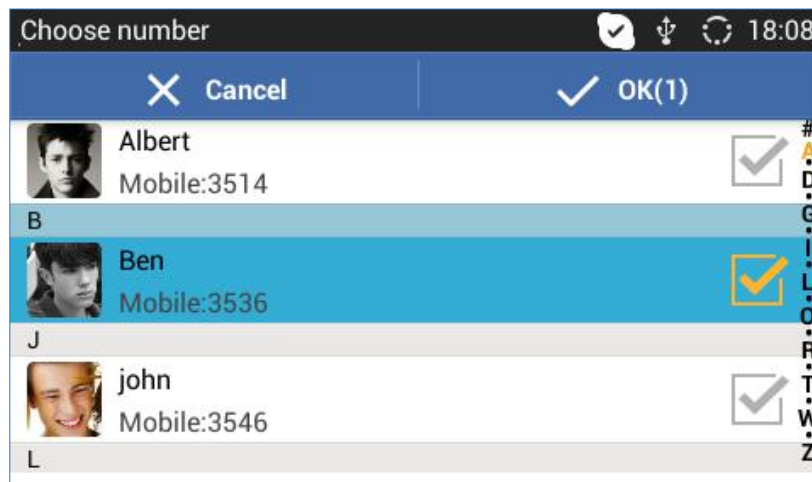 Choose number
18:08
Cancel
OK(1)
Albert
Mobile:3514
B
Ben
Mobile:3536
J
john
Mobile:3546
L
#
A
D
G
I
L
O
R
T
W
Z